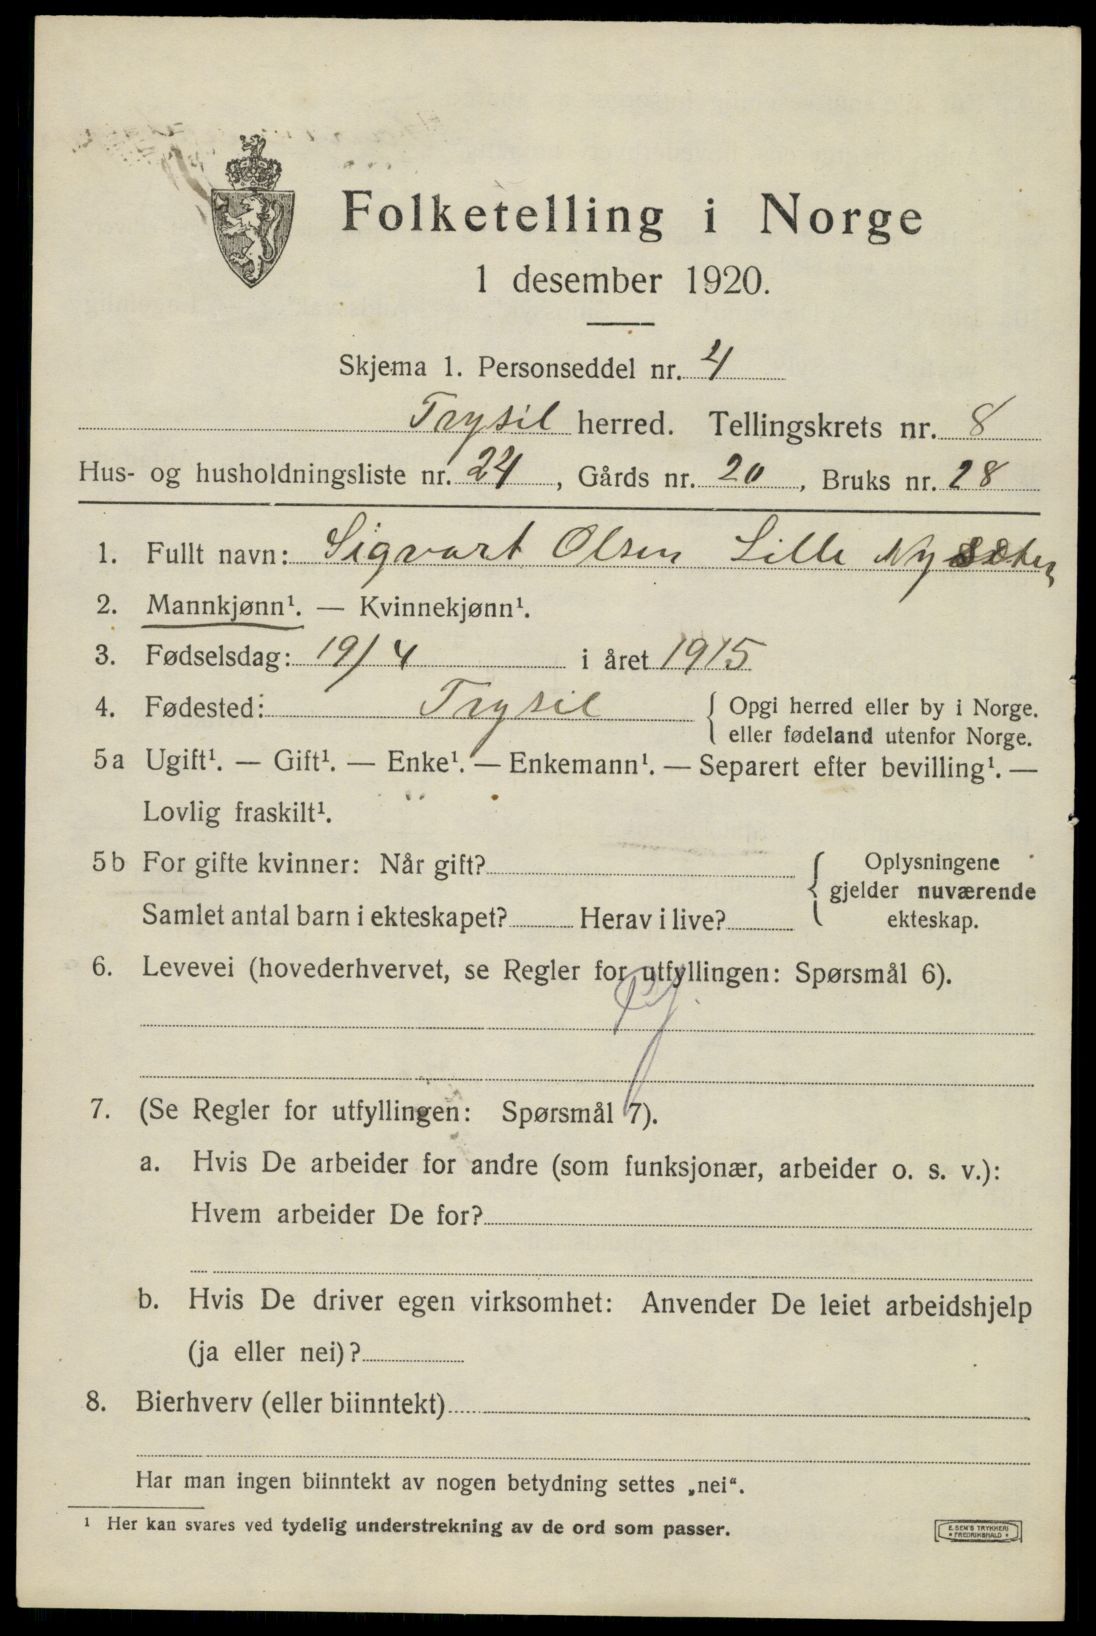 Folketelling i Norge
1 desember 1920.
Skjema 1. Personseddel nr. 4
Trysil herred. Tellingskrets nr. 8
Hus- og husholdningsliste nr. 24, Gårds nr. 20, Bruks nr. 28
1. Fullt navn: Sigvart Olsen Lille Nysæter
2. Mannkjønn¹. — Kvinnekjønn¹.
3. Fødselsdag: 19/4 i året 1915
4. Fødested: Trysil { Opgi herred eller by i Norge.
eller fødeland utenfor Norge.
5a Ugift¹. — Gift¹. — Enke¹. — Enkemann¹. — Separert efter bevilling¹. —
Lovlig fraskilt¹.
5b For gifte kvinner: Når gift?
Samlet antal barn i ekteskapet? Herav i live?
{ Oplysningene
gjelder nuværende
ekteskap.
6. Levevei (hovederhvervet, se Regler for utfyllingen: Spørsmål 6).
7. (Se Regler for utfyllingen: Spørsmål 7).
a. Hvis De arbeider for andre (som funksjonær, arbeider o. s. v.):
Hvem arbeider De for?
b. Hvis De driver egen virksomhet: Anvender De leiet arbeidshjelp
(ja eller nei)?
8. Bierhverv (eller biinntekt)
Har man ingen biinntekt av nogen betydning settes „nei“.
¹ Her kan svares ved tydelig understrekning av de ord som passer.
E. SEM'S TRYKKERI
• FREDRIKSHALD •